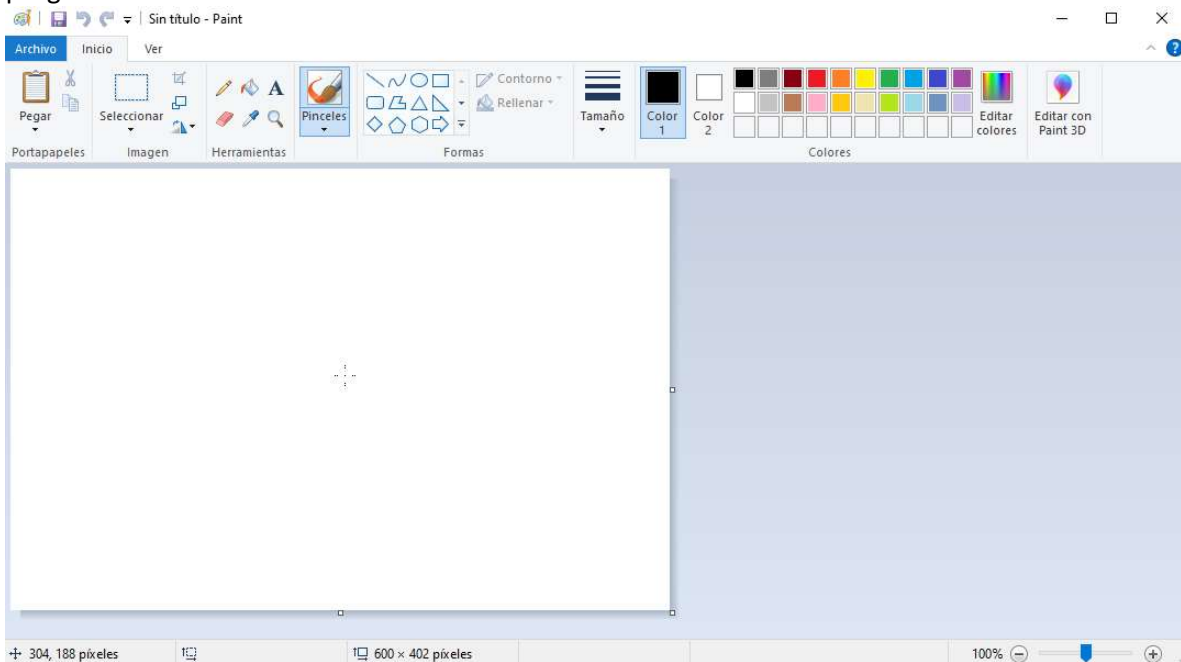 Sin título - Paint
Archivo Inicio Ver
Pegar
Seleccionar
A
Pinceles
Contorno
Rellenar
Tamaño
Color 1
Color 2
Editar colores
Editar con Paint 3D
Portapapeles
Imagen
Herramientas
Formas
Colores
304, 188 píxeles
600 × 402 píxeles
100%